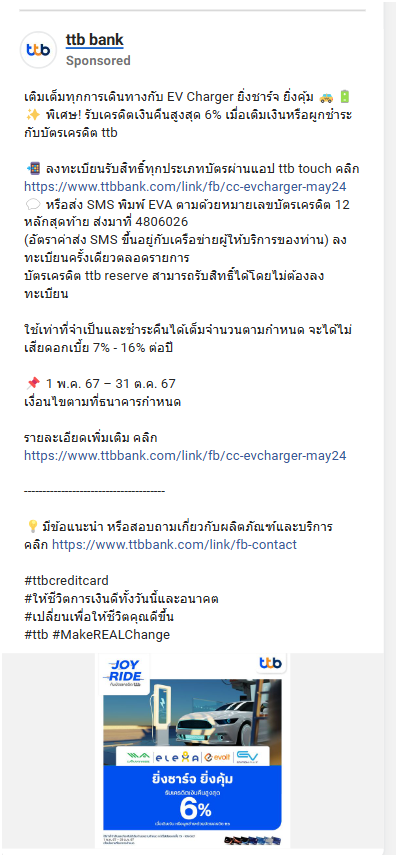 ttb
ttb bank
Sponsored
เติมเต็มทุกการเดินทางกับ EV Charger ยิ่งชาร์จ ยิ่งคุ้ม 🚕 🔋
✨ พิเศษ! รับเครดิตเงินคืนสูงสุด 6% เมื่อเติมเงินหรือผูกชำระ
กับบัตรเครดิต ttb
📲 ลงทะเบียนรับสิทธิ์ทุกประเภทบัตรผ่านแอป ttb touch คลิก
https://www.ttbbank.com/link/fb/cc-evcharger-may24
💬 หรือส่ง SMS พิมพ์ EVA ตามด้วยหมายเลขบัตรเครดิต 12
หลักสุดท้าย ส่งมาที่ 4806026
(อัตราค่าส่ง SMS ขึ้นอยู่กับเครือข่ายผู้ให้บริการของท่าน) ลง
ทะเบียนครั้งเดียวตลอดรายการ
บัตรเครดิต ttb reserve สามารถรับสิทธิ์ได้โดยไม่ต้องลง
ทะเบียน
ใช้เท่าที่จำเป็นและชำระคืนได้เต็มจำนวนตามกำหนด จะได้ไม่
เสียดอกเบี้ย 7% - 16% ต่อปี
📌 1 พ.ค. 67 – 31 ต.ค. 67
เงื่อนไขตามที่ธนาคารกำหนด
รายละเอียดเพิ่มเติม คลิก
https://www.ttbbank.com/link/fb/cc-evcharger-may24
--------------------------------------
💡มีข้อแนะนำ หรือสอบถามเกี่ยวกับผลิตภัณฑ์และบริการ
คลิก https://www.ttbbank.com/link/fb-contact
#ttbcreditcard
#ให้ชีวิตการเงินดีทั้งวันนี้และอนาคต
#เปลี่ยนเพื่อให้ชีวิตคุณดีขึ้น
#ttb #MakeREALChange
JOY
RIDE
ttb
elexa
evolt
ยิ่งชาร์จ ยิ่งคุ้ม
รับเครดิตเงินคืนสูงสุด
6%